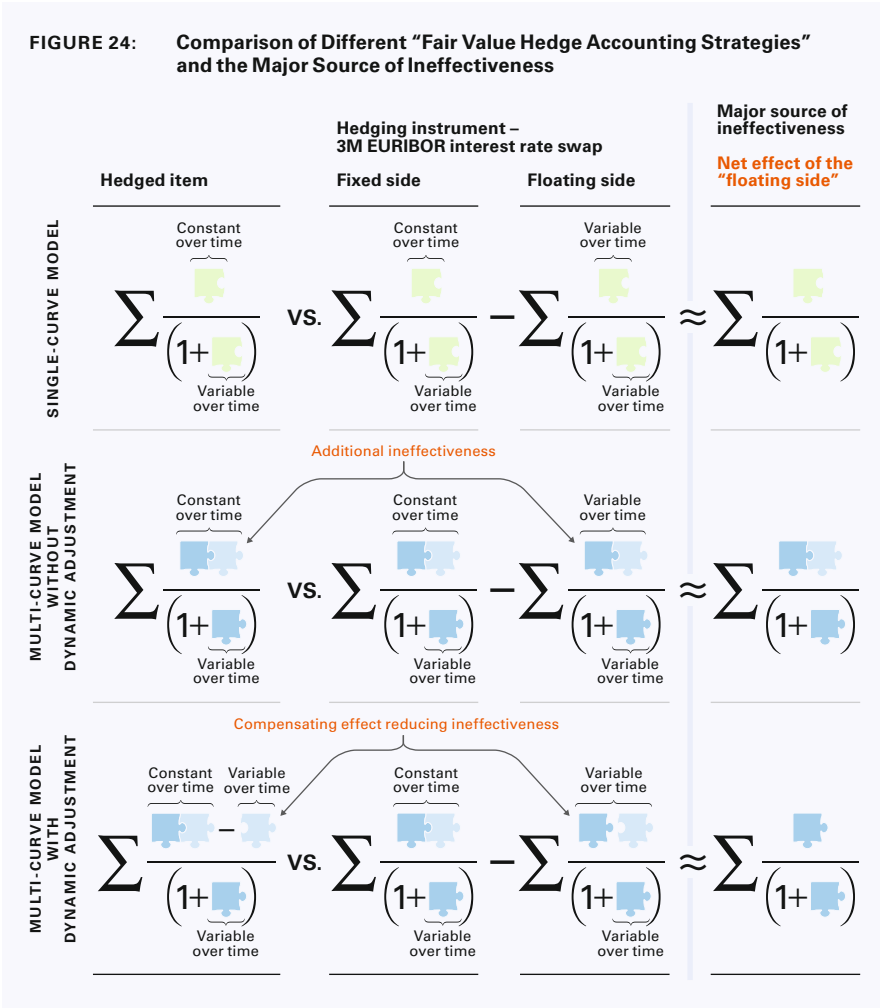 FIGURE 24: Comparison of Different “Fair Value Hedge Accounting Strategies”
and the Major Source of Ineffectiveness
Major source of
ineffectiveness
Hedging instrument –
3M EURIBOR interest rate swap
Net effect of the
“floating side”
Hedged item
Fixed side
Floating side
SINGLE-CURVE MODEL
Constant
over time
Constant
over time
Variable
over time
∑ VS. ∑ − ∑ ≈ ∑
(1+ ) (1+ ) (1+ ) (1+ )
Variable
over time
Variable
over time
Variable
over time
Additional ineffectiveness
MULTI-CURVE MODEL
WITHOUT
DYNAMIC ADJUSTMENT
Constant
over time
Constant
over time
Variable
over time
∑ VS. ∑ − ∑ ≈ ∑
(1+ ) (1+ ) (1+ ) (1+ )
Variable
over time
Variable
over time
Variable
over time
Compensating effect reducing ineffectiveness
MULTI-CURVE MODEL
WITH
DYNAMIC ADJUSTMENT
Constant
over time
Variable
over time
Constant
over time
Variable
over time
−
∑ VS. ∑ − ∑ ≈ ∑
(1+ ) (1+ ) (1+ ) (1+ )
Variable
over time
Variable
over time
Variable
over time